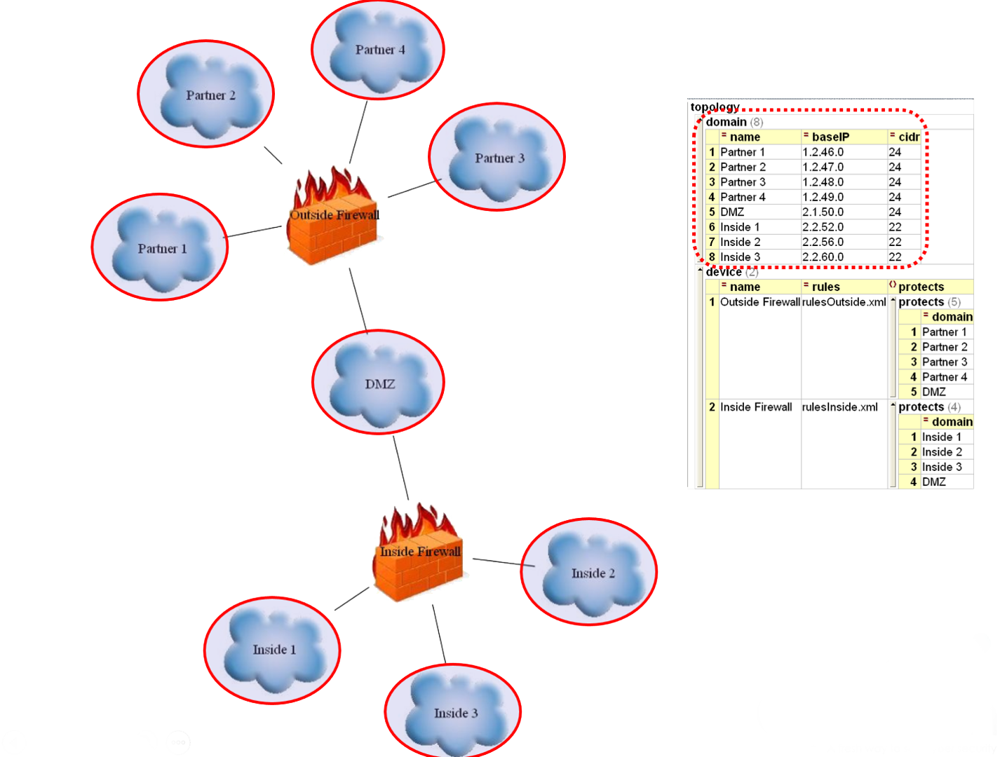 Partner 4
Partner 2
Partner 3
Outside Firewall
Partner 1
DMZ
Inside Firewall
Inside 2
Inside 1
Inside 3
topology
domain (8)
= name = baseIP = cidr
1 Partner 1 1.2.46.0 24
2 Partner 2 1.2.47.0 24
3 Partner 3 1.2.48.0 24
4 Partner 4 1.2.49.0 24
5 DMZ 2.1.50.0 24
6 Inside 1 2.2.52.0 22
7 Inside 2 2.2.56.0 22
8 Inside 3 2.2.60.0 22
device (2)
= name = rules () protects
1 Outside Firewall rulesOutside.xml protects (5)
= domain
1 Partner 1
2 Partner 2
3 Partner 3
4 Partner 4
5 DMZ
2 Inside Firewall rulesInside.xml protects (4)
= domain
1 Inside 1
2 Inside 2
3 Inside 3
4 DMZ